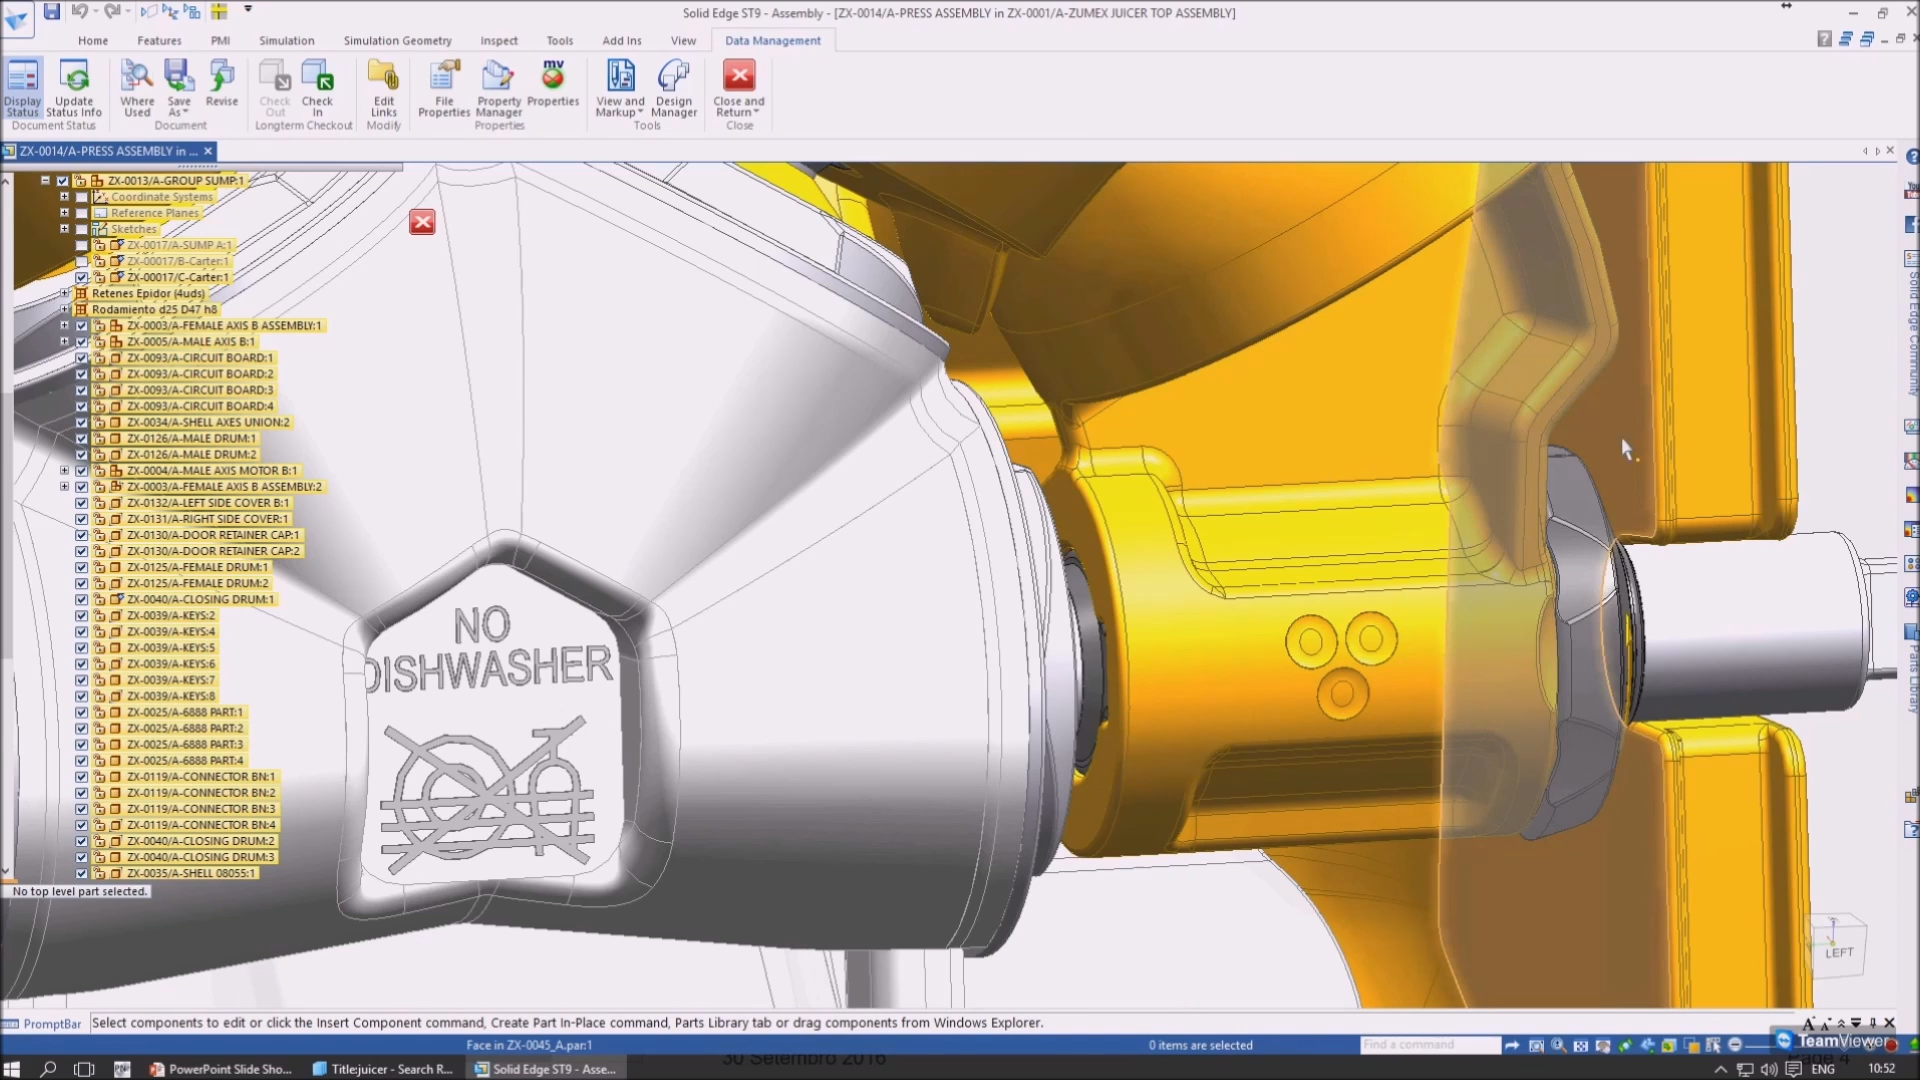 Solid Edge ST9 - Assembly - [ZX-0014/A-PRESS ASSEMBLY in ZX-0001/A-ZUMEX JUICER TOP ASSEMBLY]
Home Features PMI Simulation Simulation Geometry Inspect Tools Add Ins View Data Management
Display Status
Update Status Info
Document Status
Where Used
Save As
Revise
Document
Check Out
Check In
Longterm Checkout
Edit Links
Modify
File Properties
Property Manager
mv
Properties
Properties
View and Markup
Design Manager
Tools
Close and Return
Close
ZX-0014/A-PRESS ASSEMBLY in ...
ZX-0013/A-GROUP SUMP:1
Coordinate Systems
Reference Planes
Sketches
ZX-0017/A-SUMP A:1
ZX-00017/B-Carter:1
ZX-00017/C-Carter:1
Retenes Epidor (4uds)
Rodamiento d25 D47 h8
ZX-0003/A-FEMALE AXIS B ASSEMBLY:1
ZX-0005/A-MALE AXIS B:1
ZX-0093/A-CIRCUIT BOARD:1
ZX-0093/A-CIRCUIT BOARD:2
ZX-0093/A-CIRCUIT BOARD:3
ZX-0093/A-CIRCUIT BOARD:4
ZX-0034/A-SHELL AXES UNION:2
ZX-0126/A-MALE DRUM:1
ZX-0126/A-MALE DRUM:2
ZX-0004/A-MALE AXIS MOTOR B:1
ZX-0003/A-FEMALE AXIS B ASSEMBLY:2
ZX-0132/A-LEFT SIDE COVER B:1
ZX-0131/A-RIGHT SIDE COVER:1
ZX-0130/A-DOOR RETAINER CAP:1
ZX-0130/A-DOOR RETAINER CAP:2
ZX-0125/A-FEMALE DRUM:1
ZX-0125/A-FEMALE DRUM:2
ZX-0040/A-CLOSING DRUM:1
ZX-0039/A-KEYS:2
ZX-0039/A-KEYS:4
ZX-0039/A-KEYS:5
ZX-0039/A-KEYS:6
ZX-0039/A-KEYS:7
ZX-0039/A-KEYS:8
ZX-0025/A-6888 PART:1
ZX-0025/A-6888 PART:2
ZX-0025/A-6888 PART:3
ZX-0025/A-6888 PART:4
ZX-0119/A-CONNECTOR BN:1
ZX-0119/A-CONNECTOR BN:2
ZX-0119/A-CONNECTOR BN:3
ZX-0119/A-CONNECTOR BN:4
ZX-0040/A-CLOSING DRUM:2
ZX-0040/A-CLOSING DRUM:3
ZX-0035/A-SHELL 08055:1
No top level part selected.
NO
DISHWASHER
Solid Edge Community
Parts Library
LEFT
PromptBar
Select components to edit or click the Insert Component command, Create Part In-Place command, Parts Library tab or drag components from Windows Explorer.
Face in ZX-0045_A.par:1
0 items are selected
Find a command
TeamViewer
30 Setembro 2016
Page 4
PowerPoint Slide Sho...
Title:juicer - Search R...
Solid Edge ST9 - Asse...
ENG
10:52